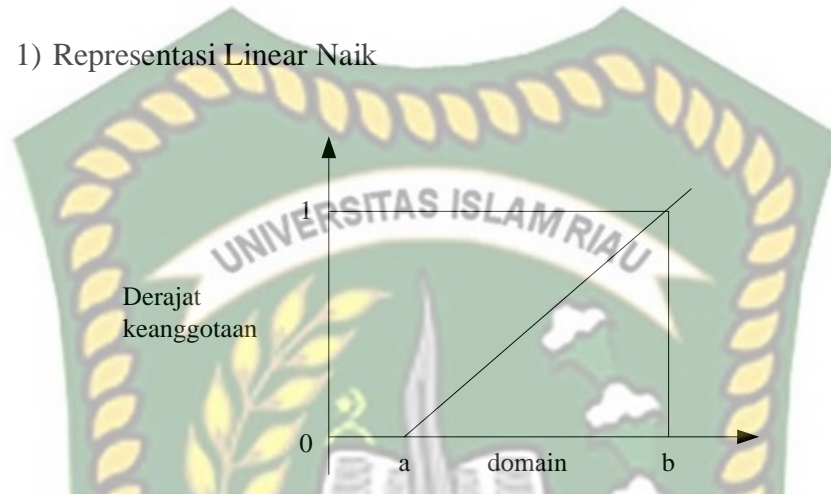 1) Representasi Linear Naik
UNIVERSITAS ISLAM RIAU
1
Derajat
keanggotaan
0
a domain b